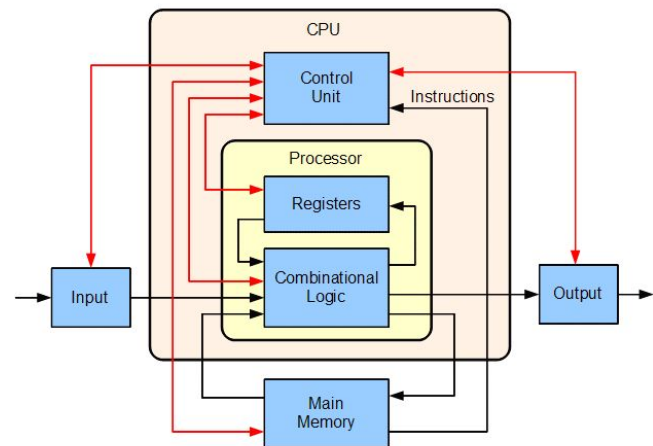 CPU
Control
Unit
Instructions
Processor
Registers
Combinational
Logic
Input
Output
Main
Memory